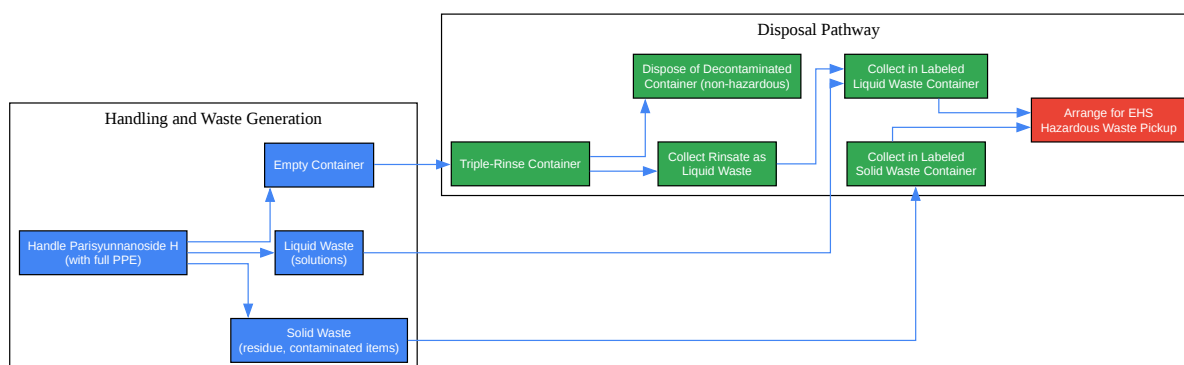 Disposal Pathway
Dispose of Decontaminated
Container (non-hazardous)
Collect in Labeled
Liquid Waste Container
Handling and Waste Generation
Arrange for EHS
Hazardous Waste Pickup
Empty Container
Triple-Rinse Container
Collect Rinsate as
Liquid Waste
Collect in Labeled
Solid Waste Container
Handle Parisyunnanoside H
(with full PPE)
Liquid Waste
(solutions)
Solid Waste
(residue, contaminated items)